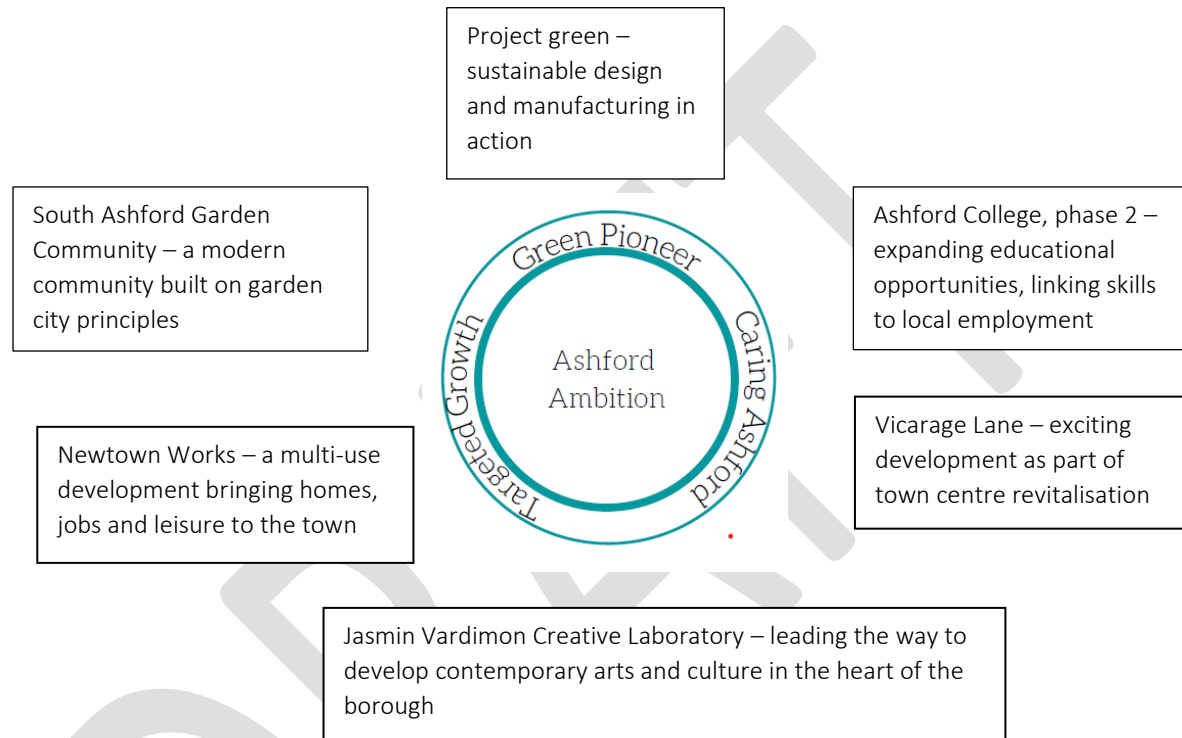 Project green –
sustainable design
and manufacturing in
action
South Ashford Garden
Community – a modern
community built on garden
city principles
Ashford College, phase 2 –
expanding educational
opportunities, linking skills
to local employment
Green Pioneer
Targeted Growth
Caring Ashford
Ashford
Ambition
Newtown Works – a multi-use
development bringing homes,
jobs and leisure to the town
Vicarage Lane – exciting
development as part of
town centre revitalisation
Jasmin Vardimon Creative Laboratory – leading the way to
develop contemporary arts and culture in the heart of the
borough